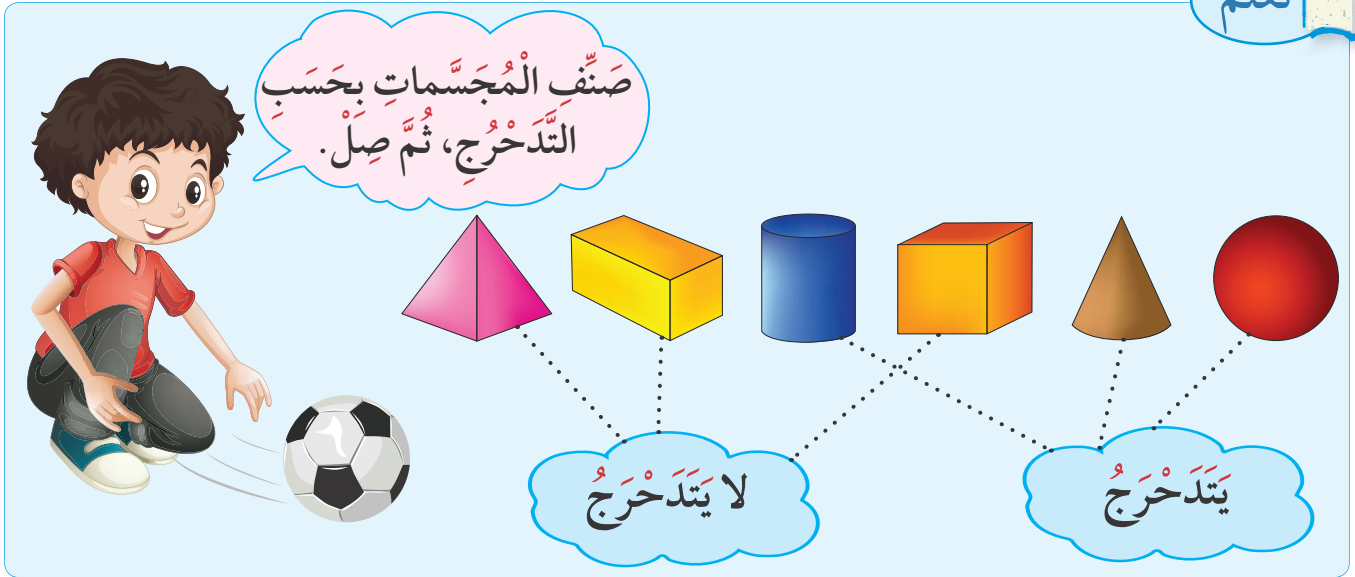 صَنِّفِ الْمُجَسَّماتِ بِحَسَبِ
التَّدَحْرُجِ، ثُمَّ صِلْ.
يَتَدَحْرَجُ
لا يَتَدَحْرَجُ